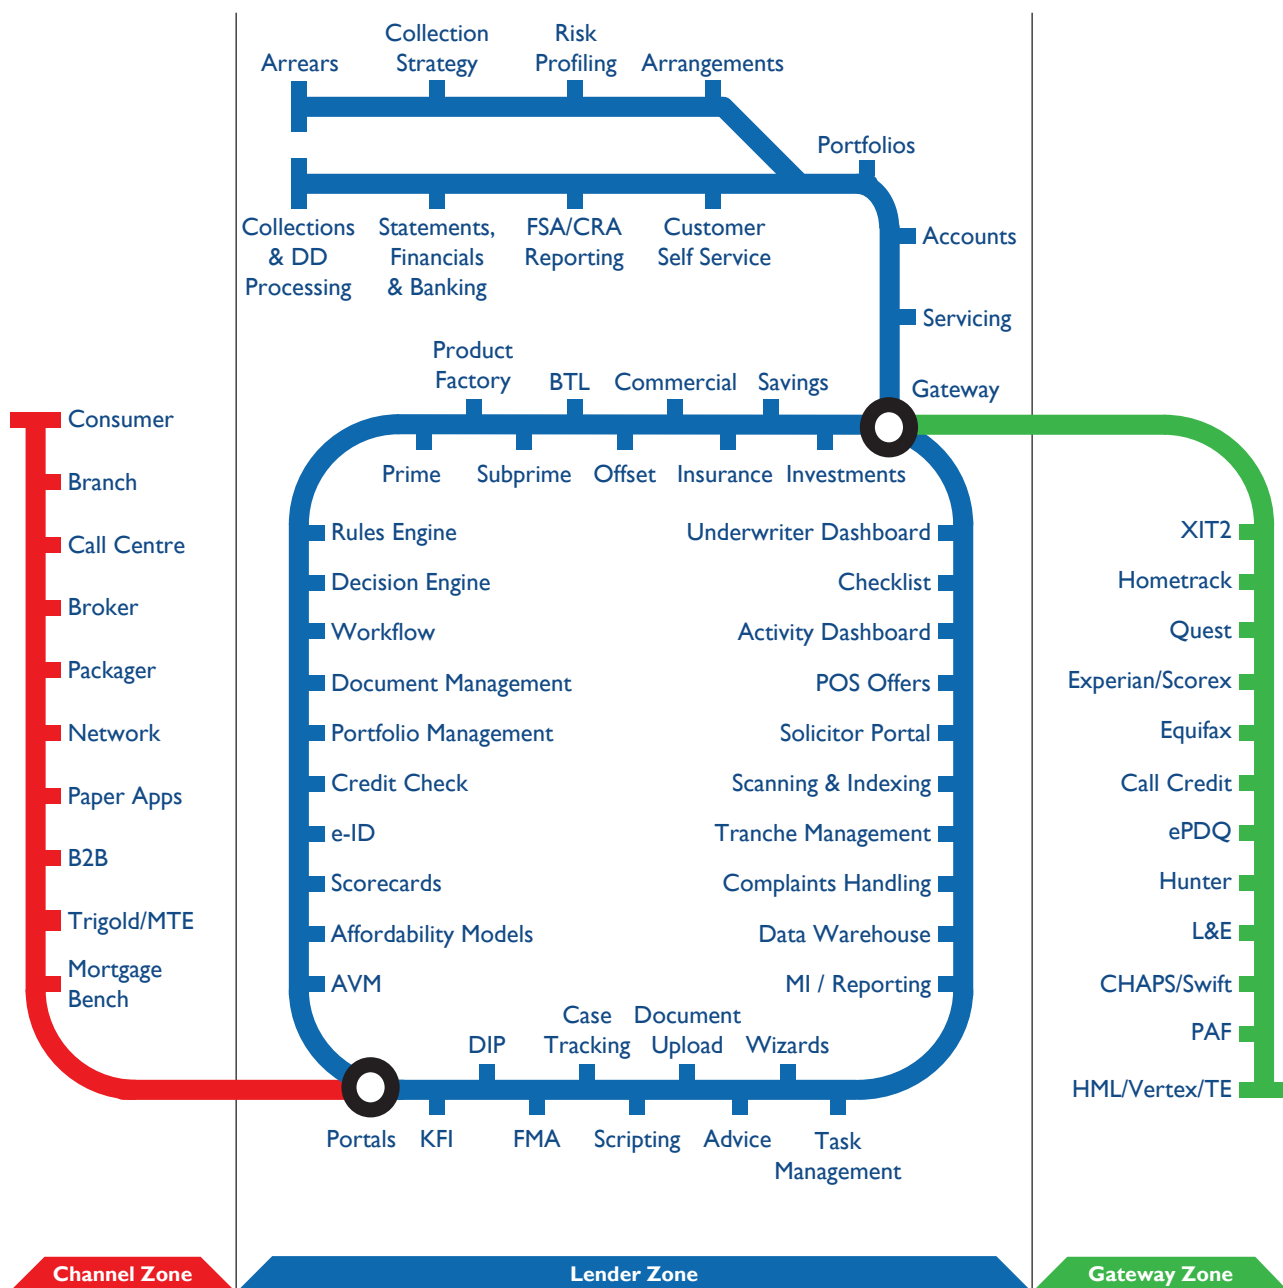 Collection
Strategy
Risk
Profiling
Arrears
Arrangements
Portfolios
Collections
& DD
Processing
Statements,
Financials
& Banking
FSA/CRA
Reporting
Customer
Self Service
Accounts
Servicing
Gateway
Product
Factory
BTL
Commercial
Savings
Prime
Subprime
Offset
Insurance
Investments
Consumer
Branch
Call Centre
Broker
Packager
Network
Paper Apps
B2B
Trigold/MTE
Mortgage
Bench
Rules Engine
Decision Engine
Workflow
Document Management
Portfolio Management
Credit Check
e-ID
Scorecards
Affordability Models
AVM
Underwriter Dashboard
Checklist
Activity Dashboard
POS Offers
Solicitor Portal
Scanning & Indexing
Tranche Management
Complaints Handling
Data Warehouse
MI / Reporting
XIT2
Hometrack
Quest
Experian/Scorex
Equifax
Call Credit
ePDQ
Hunter
L&E
CHAPS/Swift
PAF
HML/Vertex/TE
DIP
Case
Tracking
Document
Upload
Wizards
Portals
KFI
FMA
Scripting
Advice
Task
Management
Channel Zone
Lender Zone
Gateway Zone